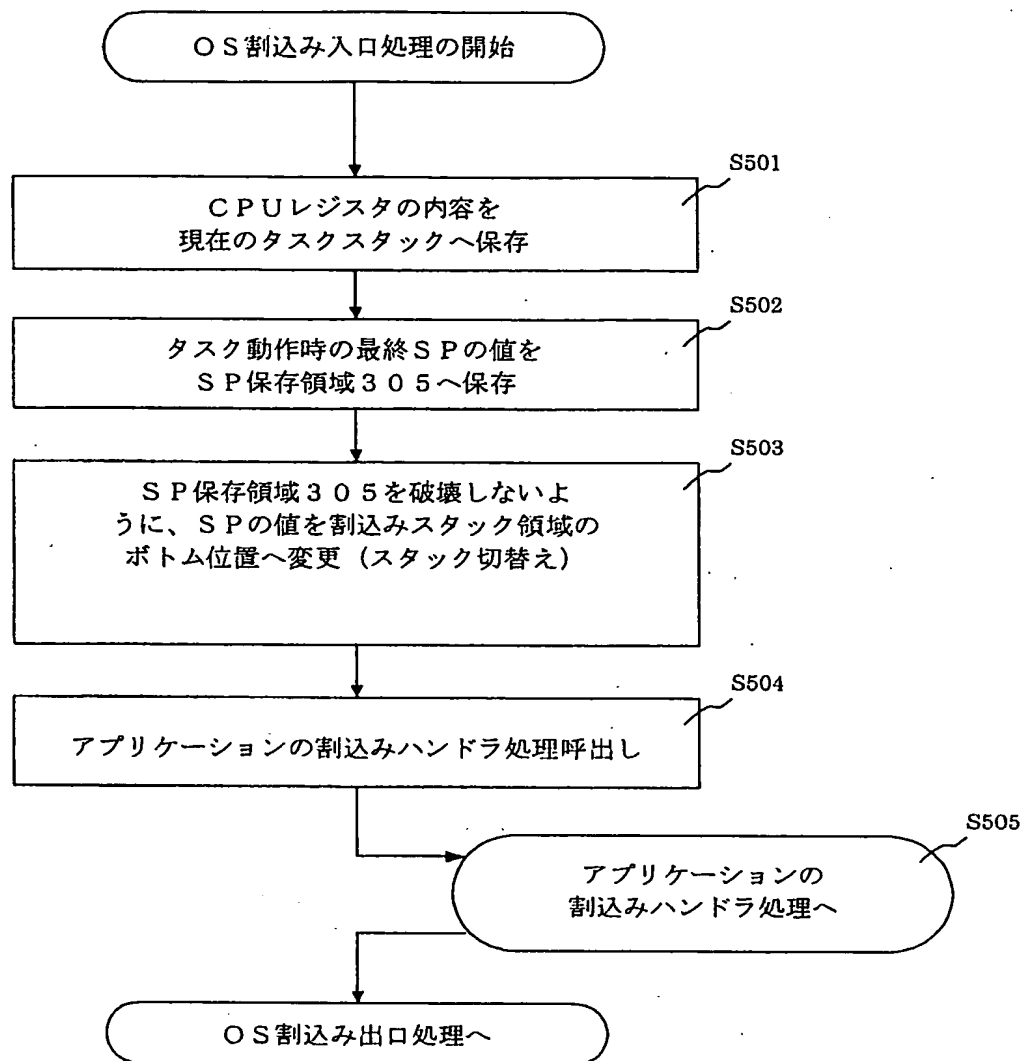 OS割込み入口処理の開始
S501
CPUレジスタの内容を
現在のタスクスタックへ保存
S502
タスク動作時の最終SPの値を
SP保存領域305へ保存
S503
SP保存領域305を破壊しないよ
うに、SPの値を割込みスタック領域の
ボトム位置へ変更(スタック切替え)
S504
アプリケーションの割込みハンドラ処理呼出し
S505
アプリケーションの
割込みハンドラ処理へ
OS割込み出口処理へ